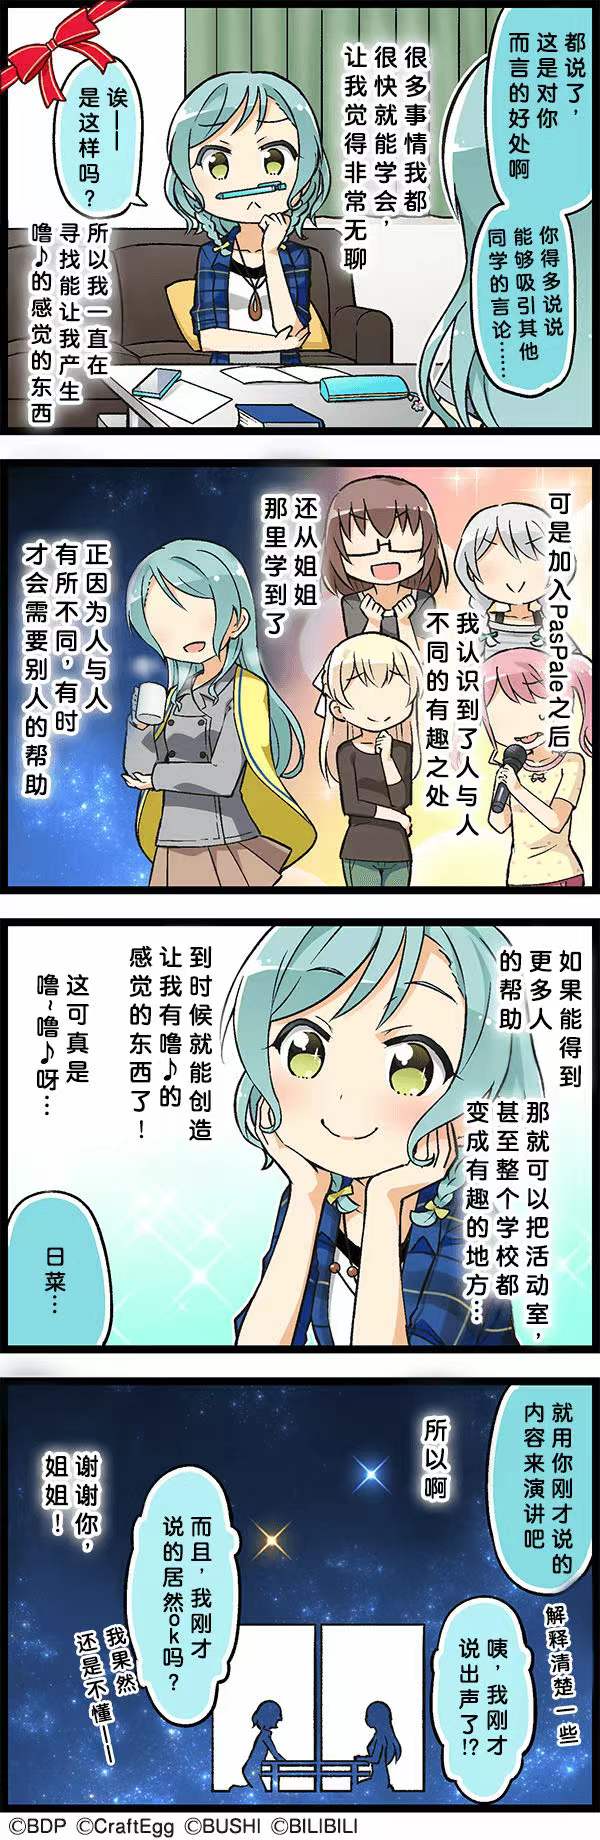 都说了，
这是对你
而言的好处啊
你得多说说
能够吸引其他
同学的言论……
很多事情我都
很快就能学会，
让我觉得非常无聊
诶——
是这样吗？
所以我一直在
寻找能让我产生
噜♪的感觉的东西
可是加入PasPale之后
我认识到了人与人
不同的有趣之处
还从姐姐
那里学到了
正因为人与人
有所不同，有时
才会需要别人的帮助
如果能得到
更多人
的帮助
那就可以把活动室，
甚至整个学校都
变成有趣的地方…
到时候就能创造
让我有噜♪的
感觉的东西了！
这可真是
噜~噜♪呀…
日菜…
就用你刚才说的
内容来演讲吧
所以啊
解释清楚一些
咦，我刚才
说出声了!?
而且，我刚才
说的居然ok吗？
我果然
还是不懂——
谢谢你，
姐姐！
©BDP ©CraftEgg ©BUSHI ©BILIBILI